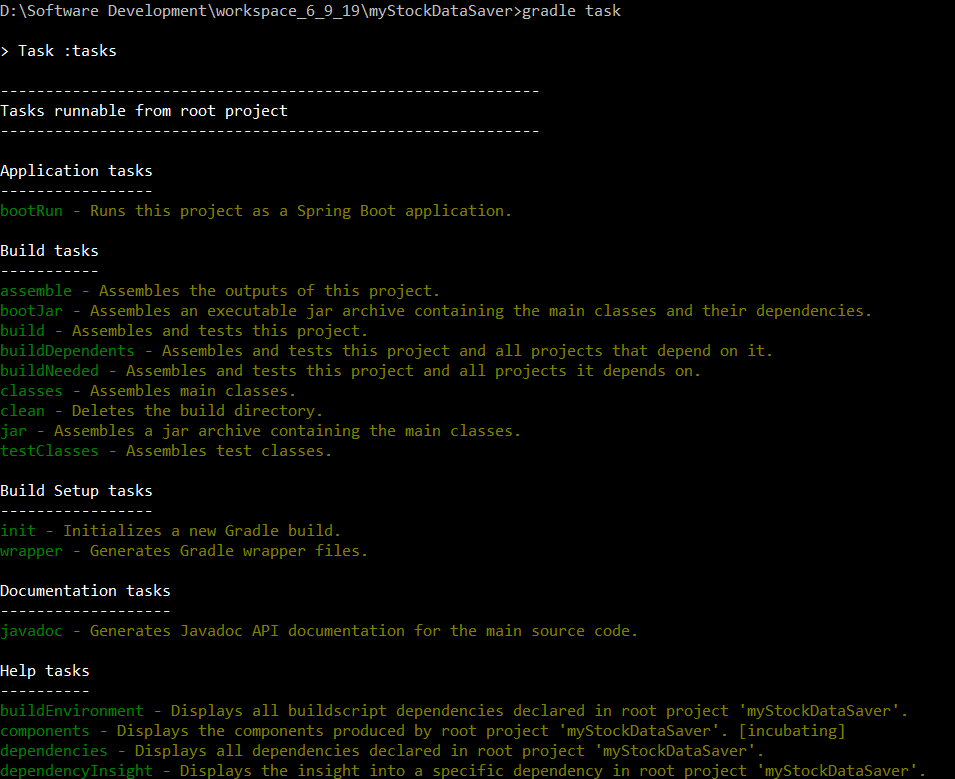 D:\Software Development\workspace_6_9_19\myStockDataSaver>gradle task
> Task :tasks
------------------------------------------------------------
Tasks runnable from root project
------------------------------------------------------------
Application tasks
-----------------
bootRun - Runs this project as a Spring Boot application.
Build tasks
-----------
assemble - Assembles the outputs of this project.
bootJar - Assembles an executable jar archive containing the main classes and their dependencies.
build - Assembles and tests this project.
buildDependents - Assembles and tests this project and all projects that depend on it.
buildNeeded - Assembles and tests this project and all projects it depends on.
classes - Assembles main classes.
clean - Deletes the build directory.
jar - Assembles a jar archive containing the main classes.
testClasses - Assembles test classes.
Build Setup tasks
-----------------
init - Initializes a new Gradle build.
wrapper - Generates Gradle wrapper files.
Documentation tasks
-------------------
javadoc - Generates Javadoc API documentation for the main source code.
Help tasks
----------
buildEnvironment - Displays all buildscript dependencies declared in root project 'myStockDataSaver'.
components - Displays the components produced by root project 'myStockDataSaver'. [incubating]
dependencies - Displays all dependencies declared in root project 'myStockDataSaver'.
dependencyInsight - Displays the insight into a specific dependency in root project 'myStockDataSaver'.